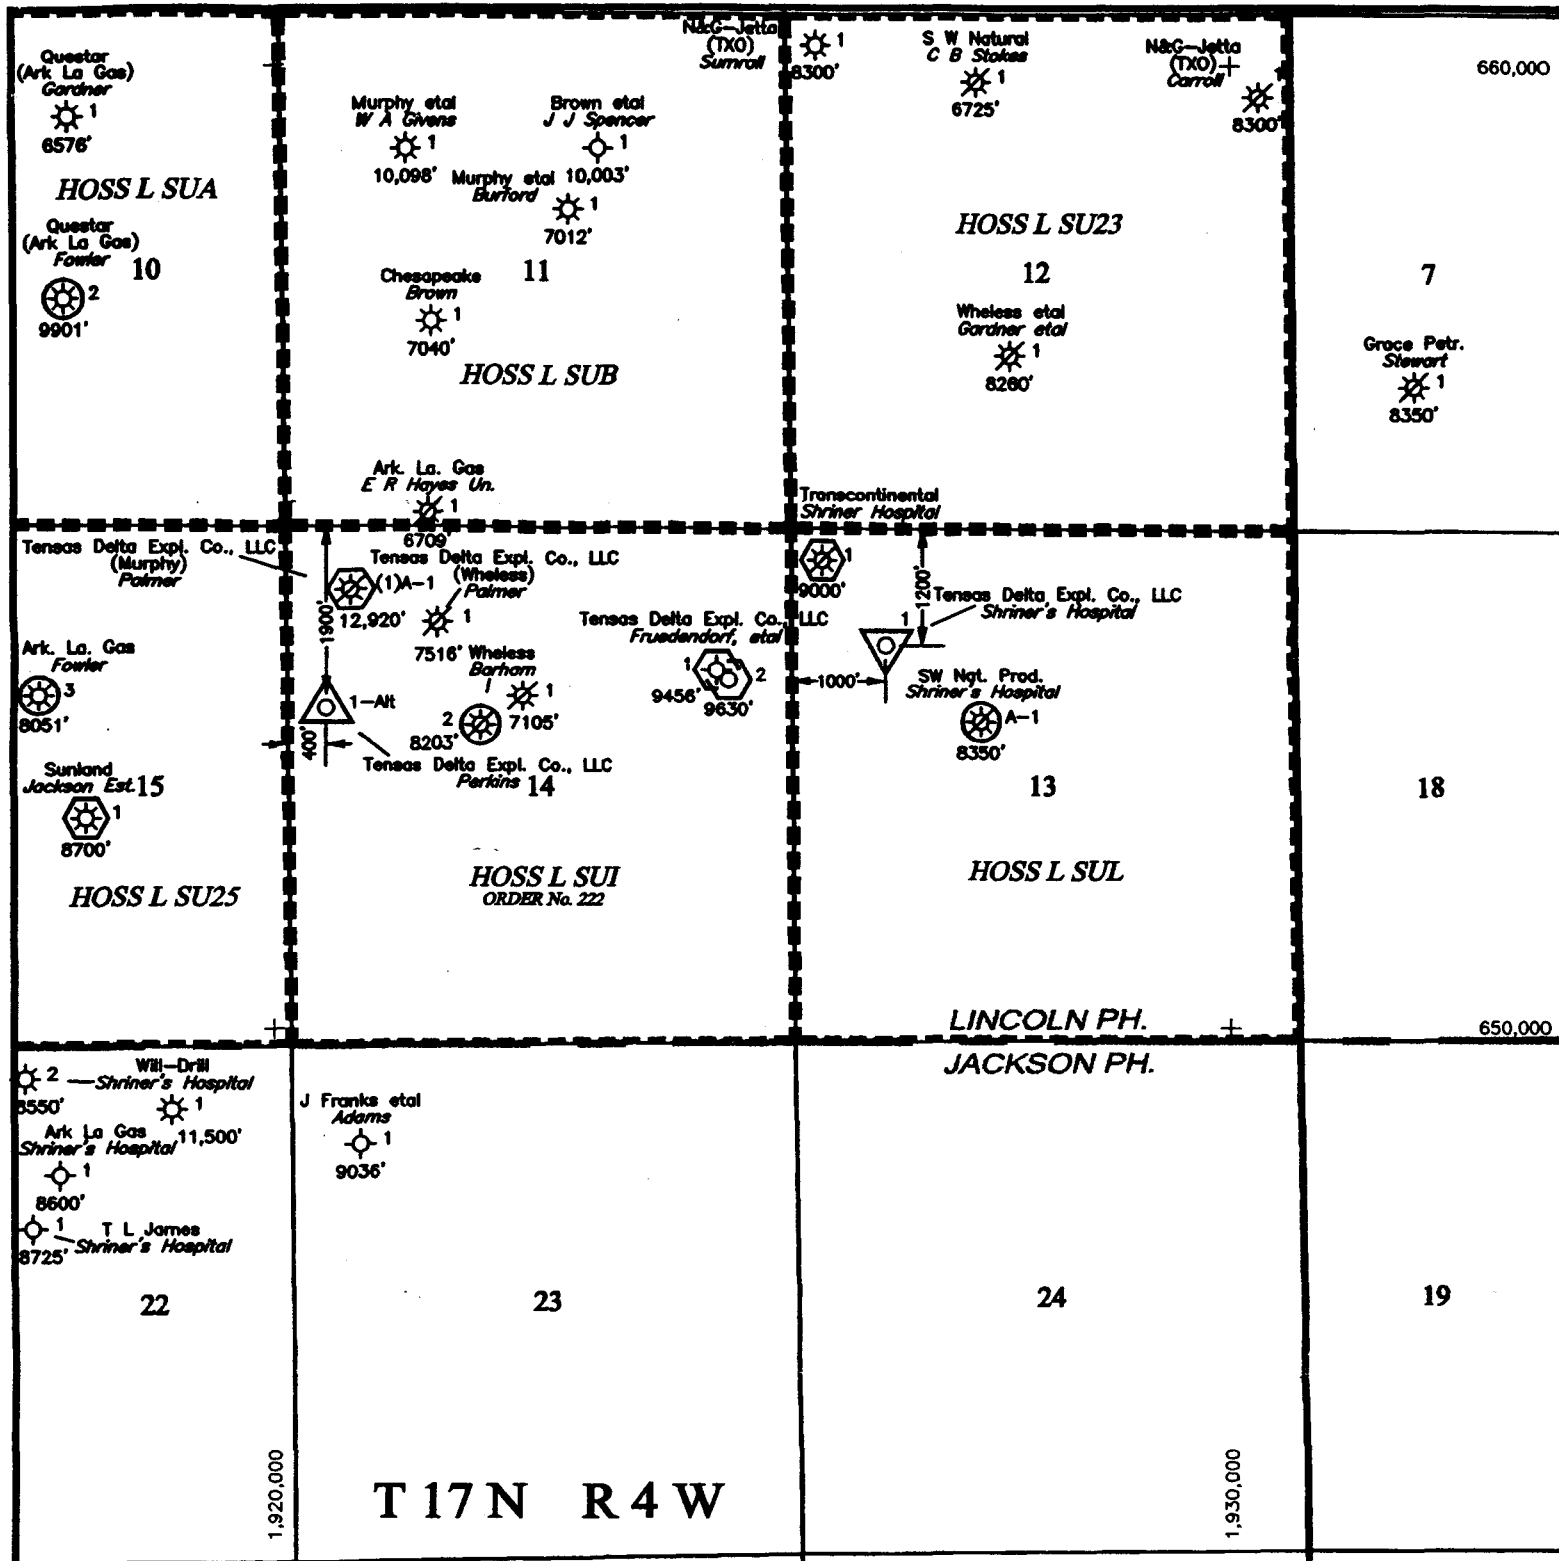 Questar
(Ark La Gas)
Gardner
1
6576'
HOSS L SUA
Questar
(Ark La Gas)
Fowler
10
2
9901'
Murphy etal
W A Givens
1
10,098'
Brown etal
J J Spencer
1
10,003'
Murphy etal
Burford
1
7012'
11
Chesapeake
Brown
1
7040'
HOSS L SUB
Ark. La. Gas
E R Hayes Un.
1
6709'
N&G-Jetta
(TXO)
Sumrall
1
8300'
S W Natural
C B Stokes
1
6725'
N&G-Jetta
(TXO)
Carroll
1
8300'
660,000
HOSS L SU23
12
Wheless etal
Gardner etal
1
8260'
7
Groce Petr.
Stewart
1
8350'
Transcontinental
Shriner Hospital
1
9000'
Tensas Delta Expl. Co., LLC
(Murphy)
Palmer
(1)A-1
12,920'
1900'
Tensas Delta Expl. Co., LLC
(Wheless)
Palmer
1
7516'
Wheless
Barham
1
7105'
2
8203'
Tensas Delta Expl. Co., LLC
Fruedendorf, etal
1
2
9456'
9630'
1200'
Tensas Delta Expl. Co., LLC
Shriner's Hospital
1
1000'
SW Ngt. Prod.
Shriner's Hospital
A-1
8350'
Ark. La. Gas
Fowler
3
8051'
1-Alt
400'
Tensas Delta Expl. Co., LLC
Perkins
14
Sunland
Jackson Est.
15
1
8700'
13
18
HOSS L SU25
HOSS L SUI
ORDER No. 222
HOSS L SUL
LINCOLN PH.
JACKSON PH.
650,000
2
8550'
Will-Drill
Shriner's Hospital
1
11,500'
Ark La Gas
Shriner's Hospital
1
8600'
1
8725'
T L James
Shriner's Hospital
J Franks etal
Adams
1
9036'
22
23
24
19
1,920,000
T 17 N R 4 W
1,930,000